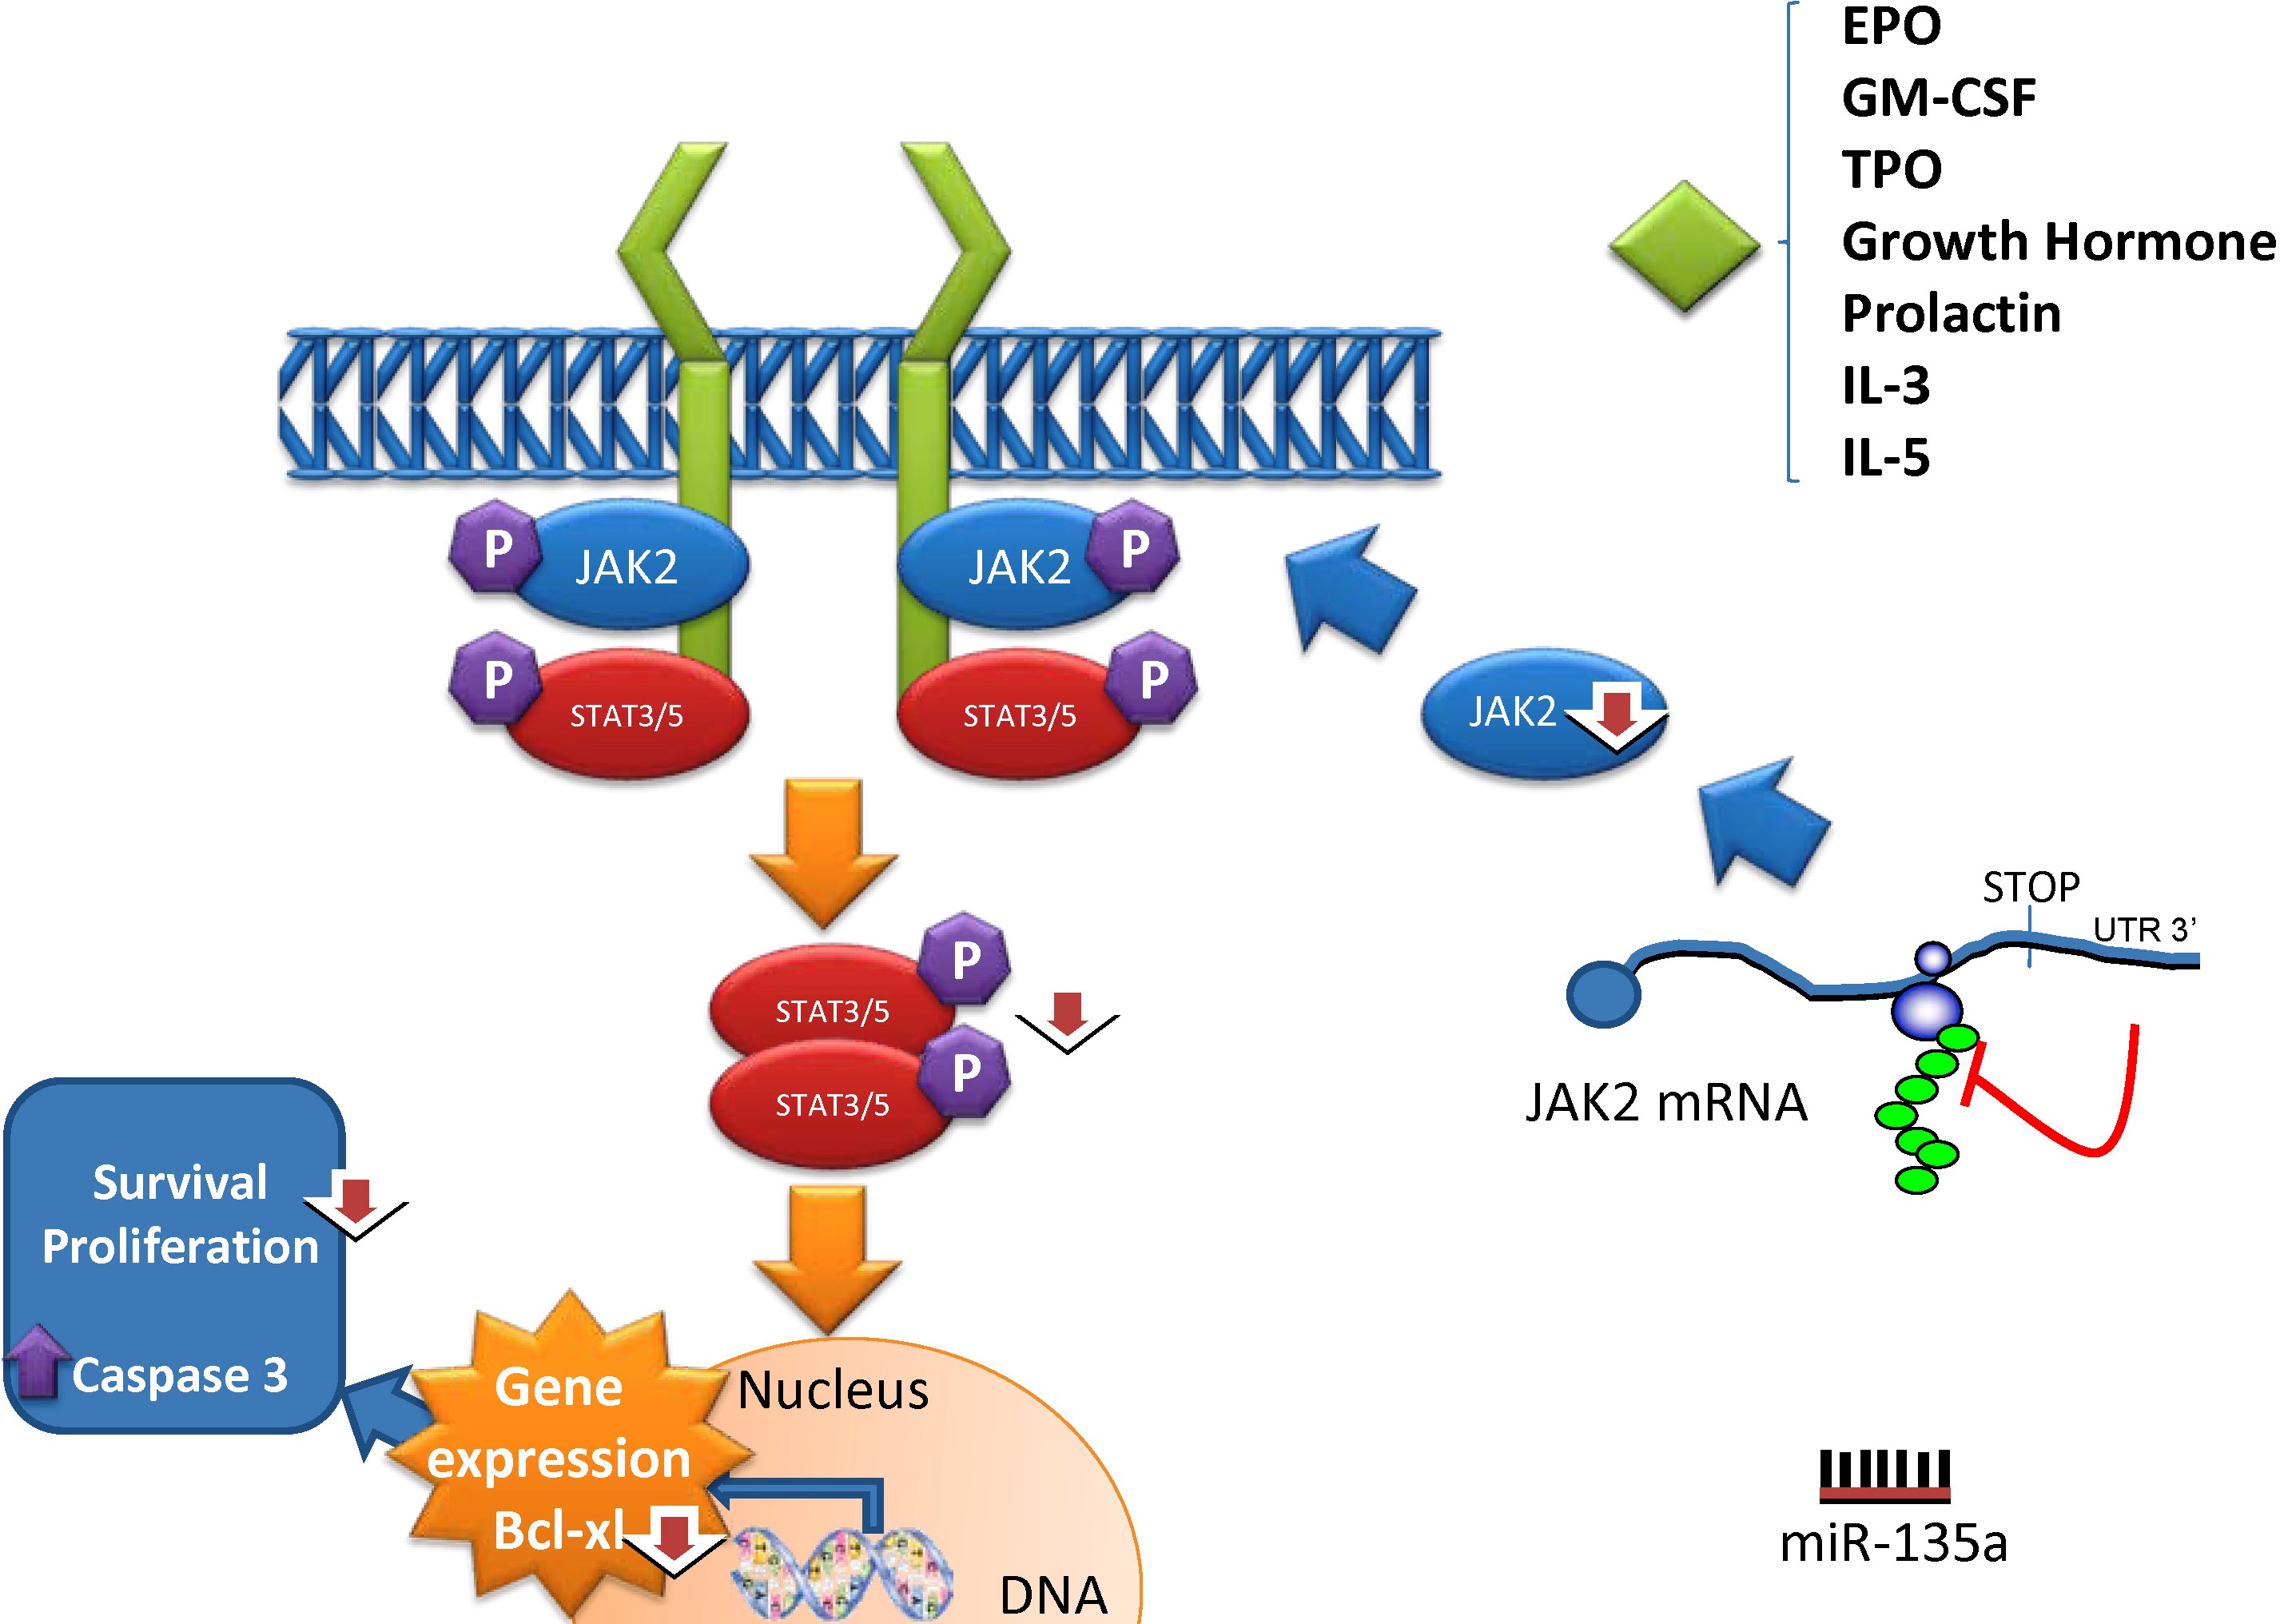 EPO
GM-CSF
TPO
Growth Hormone
Prolactin
IL-3
IL-5
P
JAK2
JAK2
P
P
STAT3/5
STAT3/5
P
JAK2
STOP
UTR 3’
JAK2 mRNA
P
STAT3/5
P
STAT3/5
Survival
Proliferation
Caspase 3
Gene
expression
Bcl-xl
Nucleus
DNA
miR-135a